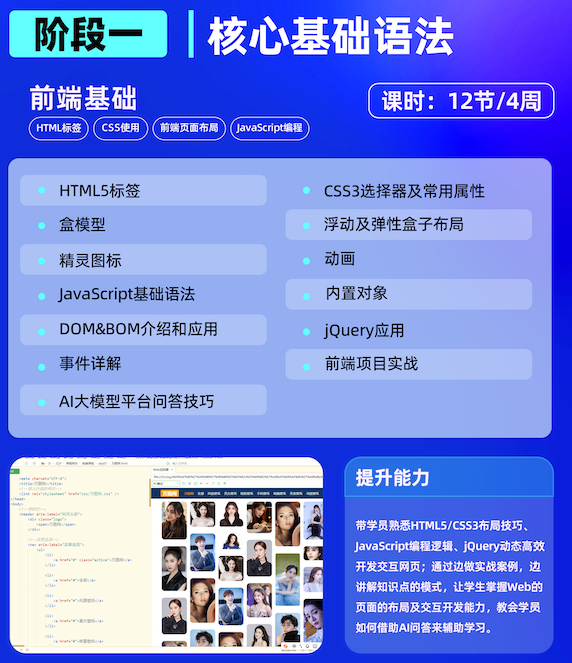 阶段一
核心基础语法
前端基础
课时：12节/4周
HTML标签
CSS使用
前端页面布局
JavaScript编程
HTML5标签
CSS3选择器及常用属性
盒模型
浮动及弹性盒子布局
精灵图标
动画
JavaScript基础语法
内置对象
DOM&BOM介绍和应用
jQuery应用
事件详解
前端项目实战
AI大模型平台问答技巧
提升能力
带学员熟悉HTML5/CSS3布局技巧、
JavaScript编程逻辑、jQuery动态高效
开发交互网页；通过边做实战案例，边
讲解知识点的模式，让学生掌握Web的
页面的布局及交互开发能力，教会学员
如何借助AI问答来辅助学习。